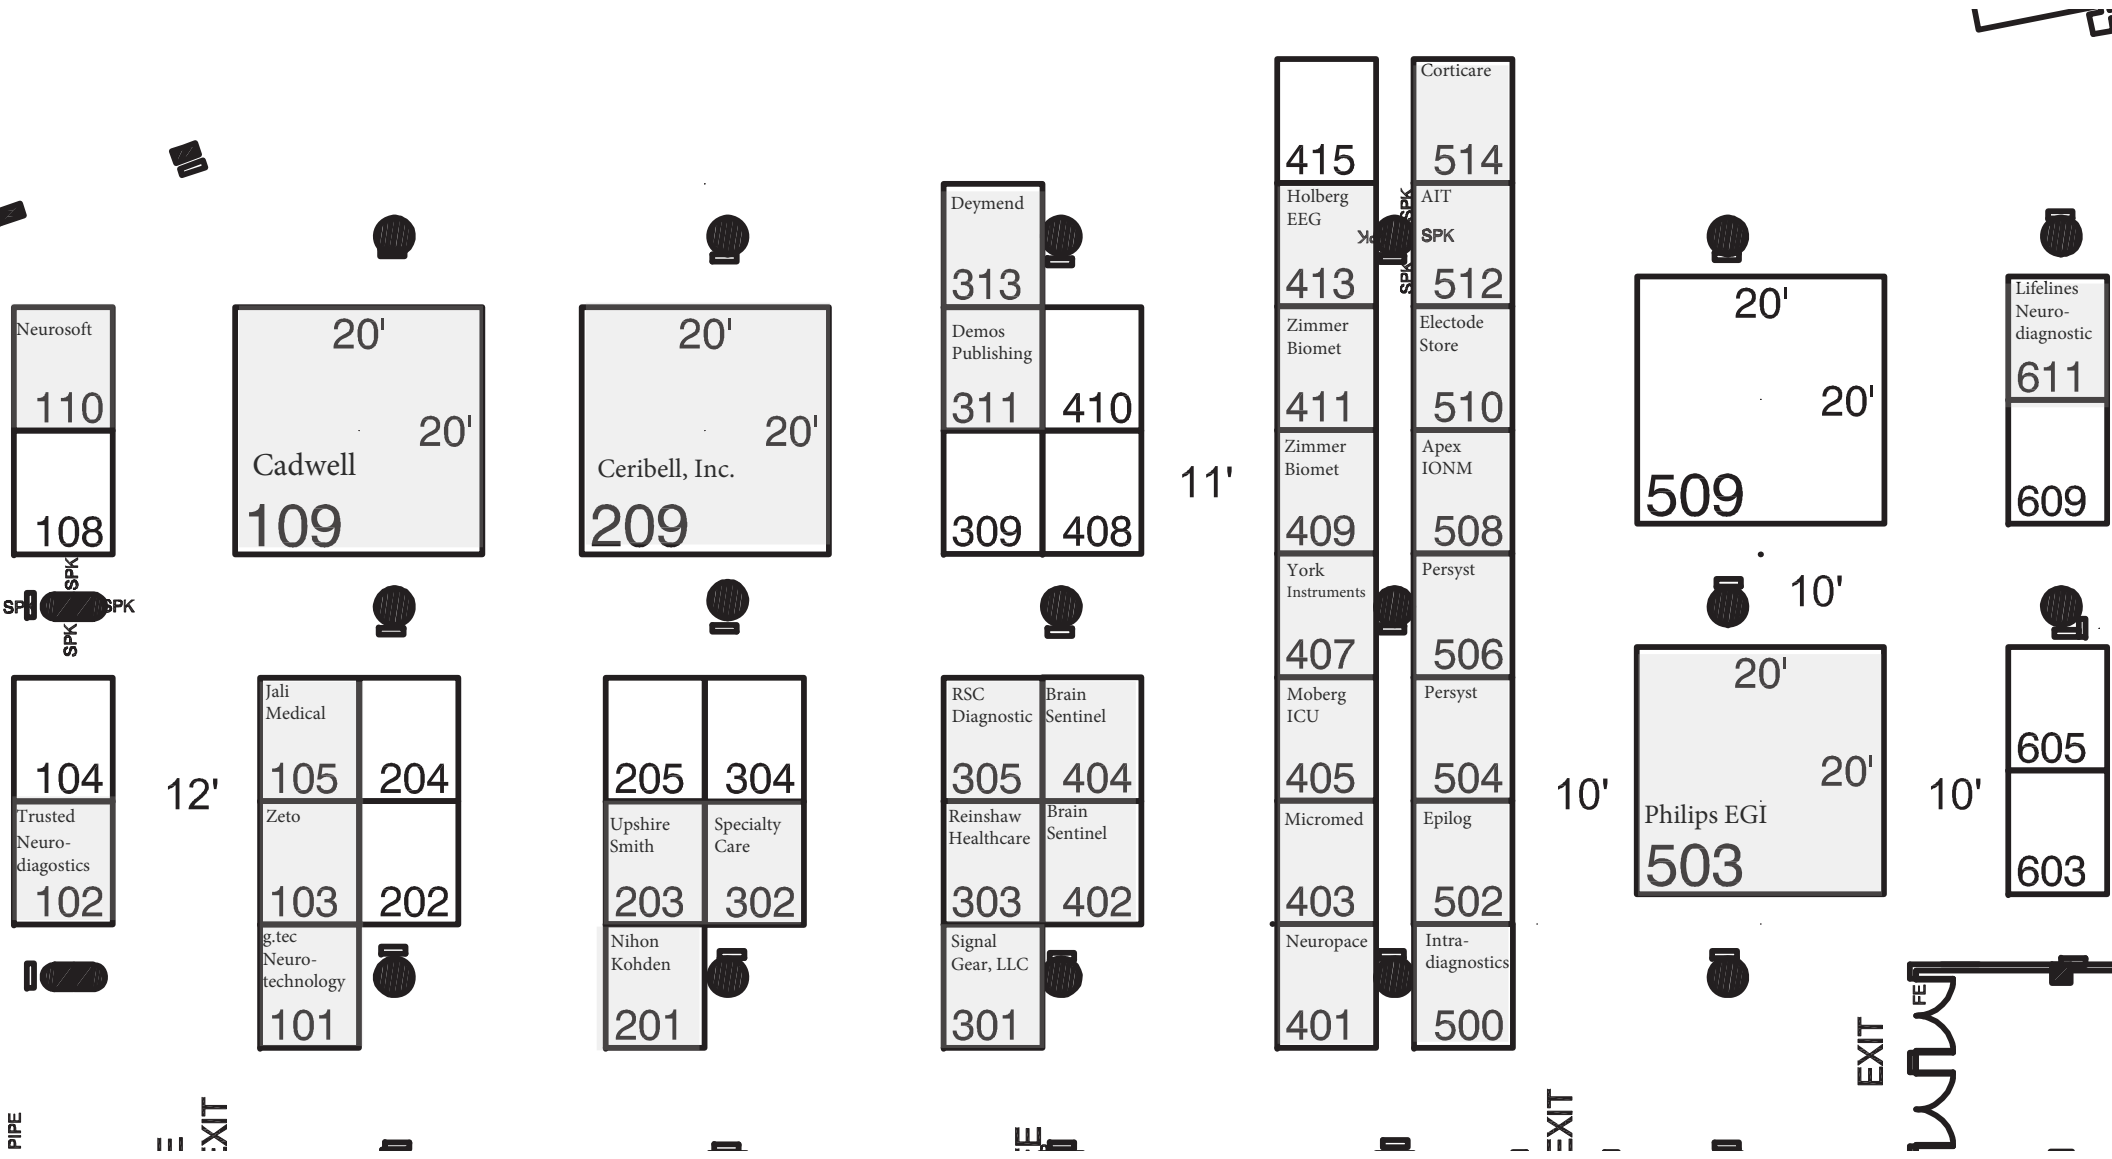 Neurosoft
110
108
SPK
SPK
SPK
SPK
104
Trusted
Neuro-
diagostics
102
PIPE
12'
EXIT
20'
20'
Cadwell
109
Jali
Medical
105
204
Zeto
103
202
g.tec
Neuro-
technology
101
20'
20'
Ceribell, Inc.
209
205
304
Upshire
Smith
203
Specialty
Care
302
Nihon
Kohden
201
Deymend
313
Demos
Publishing
311
410
309
408
RSC
Diagnostic
305
Brain
Sentinel
404
Reinshaw
Healthcare
303
Brain
Sentinel
402
Signal
Gear, LLC
301
11'
415
Holberg
EEG
413
Zimmer
Biomet
411
Zimmer
Biomet
409
York
Instruments
407
Moberg
ICU
405
Micromed
403
Neuropace
401
Corticare
514
AIT
SPK
SPK
SPK
512
Electode
Store
510
Apex
IONM
508
Persyst
506
Persyst
504
Epilog
502
Intra-
diagnostics
500
10'
EXIT
20'
20'
509
10'
20'
20'
Philips EGI
503
10'
Lifelines
Neuro-
diagnostic
611
609
605
603
FE
EXIT